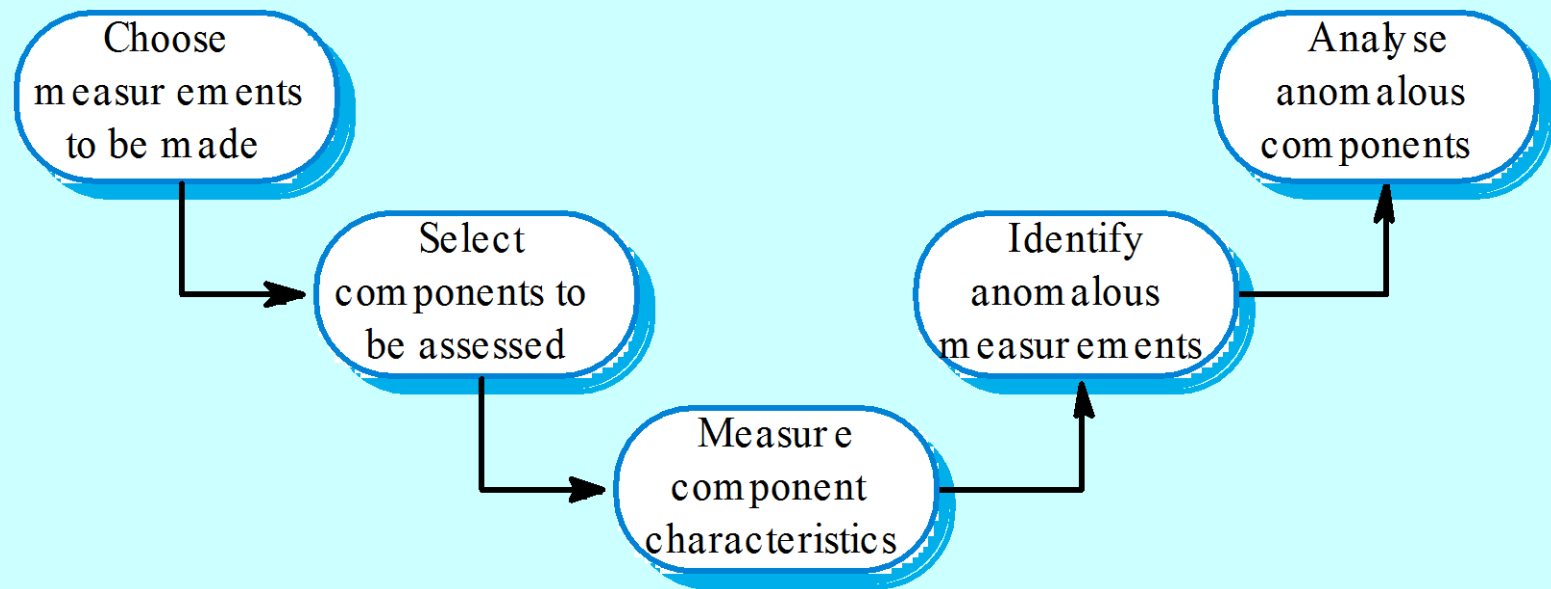 Choose
measurements
to be made
Select
components to
be assessed
Measure
component
characteristics
Identify
anomalous
measurements
Analyse
anomalous
components